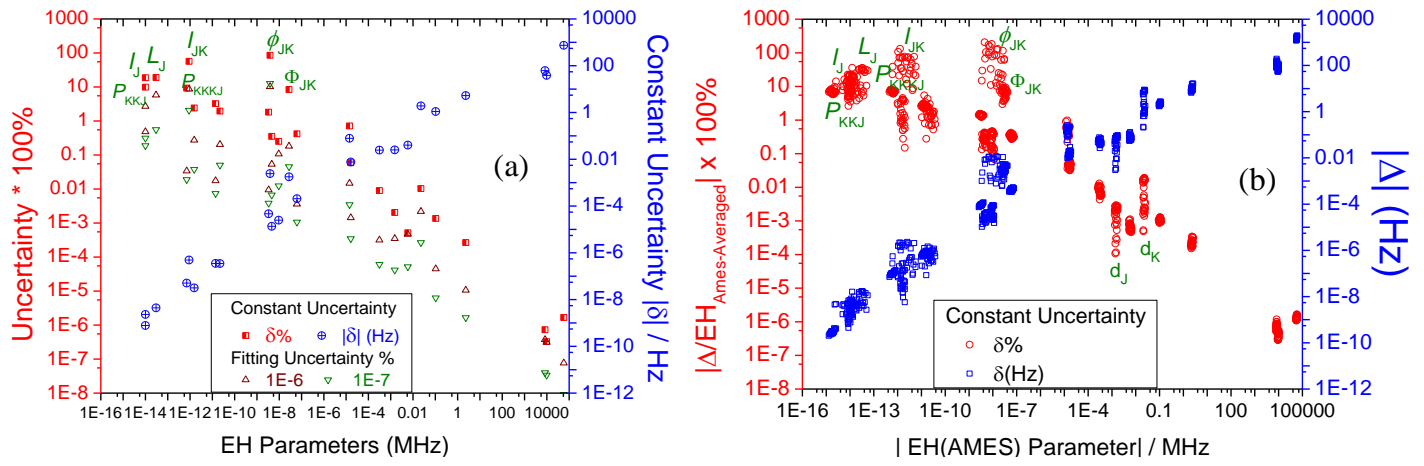 Uncertainty * 100%
1000
100
10
1
0.1
0.01
1E-3
1E-4
1E-5
1E-6
1E-7
1E-8
10000
100
1
0.01
1E-4
1E-6
1E-8
1E-10
1E-12
Constant Uncertainty |δ| / Hz
l_J
L_J
l_JK
ϕ_JK
Φ_JK
P_KKJ
P_KKKJ
(a)
Constant Uncertainty
δ% |δ| (Hz)
Fitting Uncertainty %
1E-6 1E-7
1E-16 1E-14 1E-12 1E-10 1E-8 1E-6 1E-4 0.01 1 100 10000
EH Parameters (MHz)
|Δ/EH_Ames-Averaged| x 100%
1000
100
10
1
0.1
0.01
1E-3
1E-4
1E-5
1E-6
1E-7
1E-8
10000
100
1
0.01
1E-4
1E-6
1E-8
1E-10
1E-12
|Δ| (Hz)
l_J
L_J
l_JK
ϕ_JK
Φ_JK
P_KKJ
P_KKKJ
(b)
d_K
d_J
Constant Uncertainty
δ%
δ(Hz)
1E-16 1E-13 1E-10 1E-7 1E-4 0.1 100 100000
| EH(AMES) Parameter| / MHz